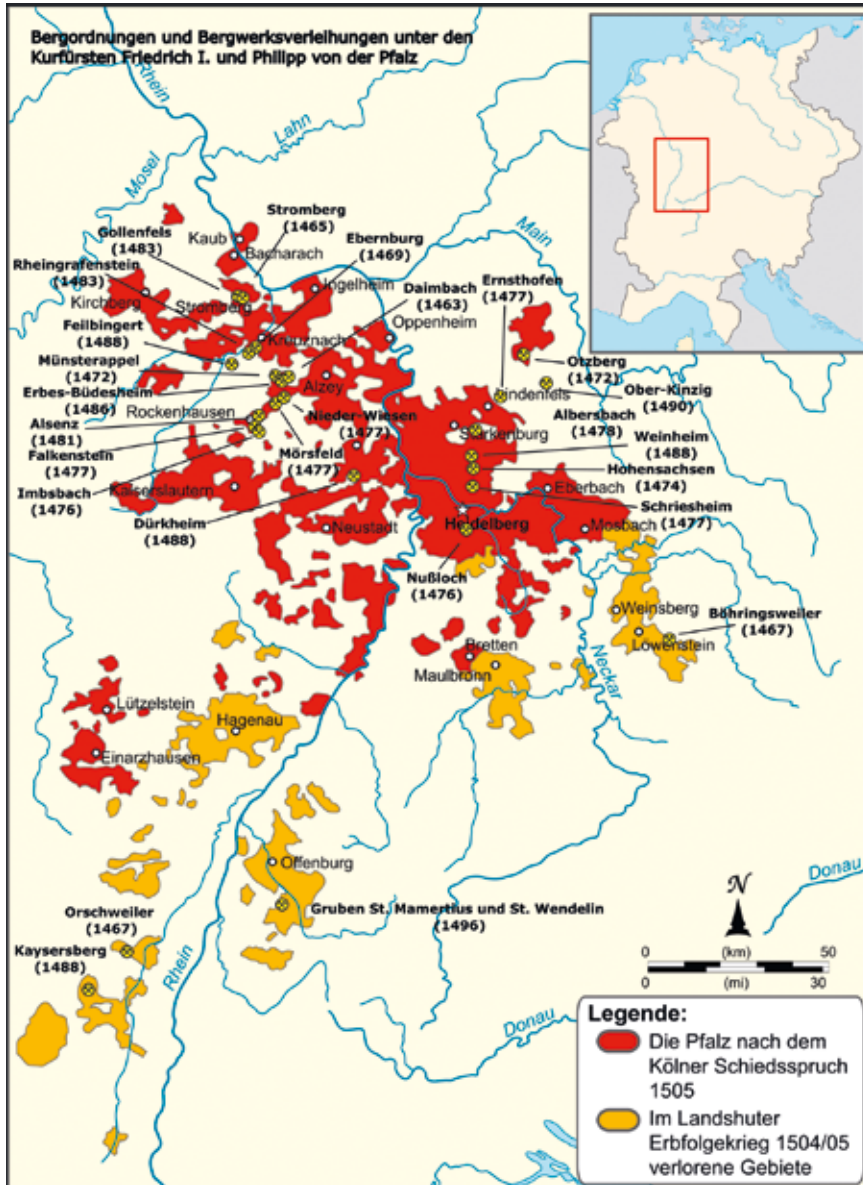 Bergordnungen und Bergwerksverleihungen unter den
Kurfürsten Friedrich I. und Philipp von der Pfalz
Rhein
Lahn
Mosel
Main
Stromberg
(1465)
Gollenfels
(1483)
Kaub
Bacharach
Ebernburg
(1469)
Rheingrafenstein
(1483)
Kirchberg
Stromberg
Ingelheim
Daimbach
(1463)
Ernsthofen
(1477)
Feilbingert
(1488)
Kreuznach
Oppenheim
Münsterappel
(1472)
Otzberg
(1472)
Erbes-Büdesheim
(1486)
Alzey
Lindenfels
Ober-Kinzig
(1490)
Rockenhausen
Alsenz
(1481)
Nieder-Wiesen
(1477)
Starkenburg
Albersbach
(1478)
Falkenstein
(1477)
Mörsfeld
(1477)
Weinheim
(1488)
Imbsbach
(1476)
Kaiserslautern
Hohensachsen
(1474)
Eberbach
Dürkheim
(1488)
Neustadt
Heidelberg
Mosbach
Schriesheim
(1477)
Nußloch
(1476)
Weinsberg
Böhringsweiler
(1467)
Löwenstein
Bretten
Maulbronn
Neckar
Lützelstein
Hagenau
Einarzhausen
Offenburg
Donau
Gruben St. Mamertius und St. Wendelin
(1496)
Orschweiler
(1467)
Kaysersberg
(1488)
Rhein
Donau
N
0 (km) 50
0 (mi) 30
Legende:
Die Pfalz nach dem
Kölner Schiedsspruch
1505
Im Landshuter
Erbfolgekrieg 1504/05
verlorene Gebiete